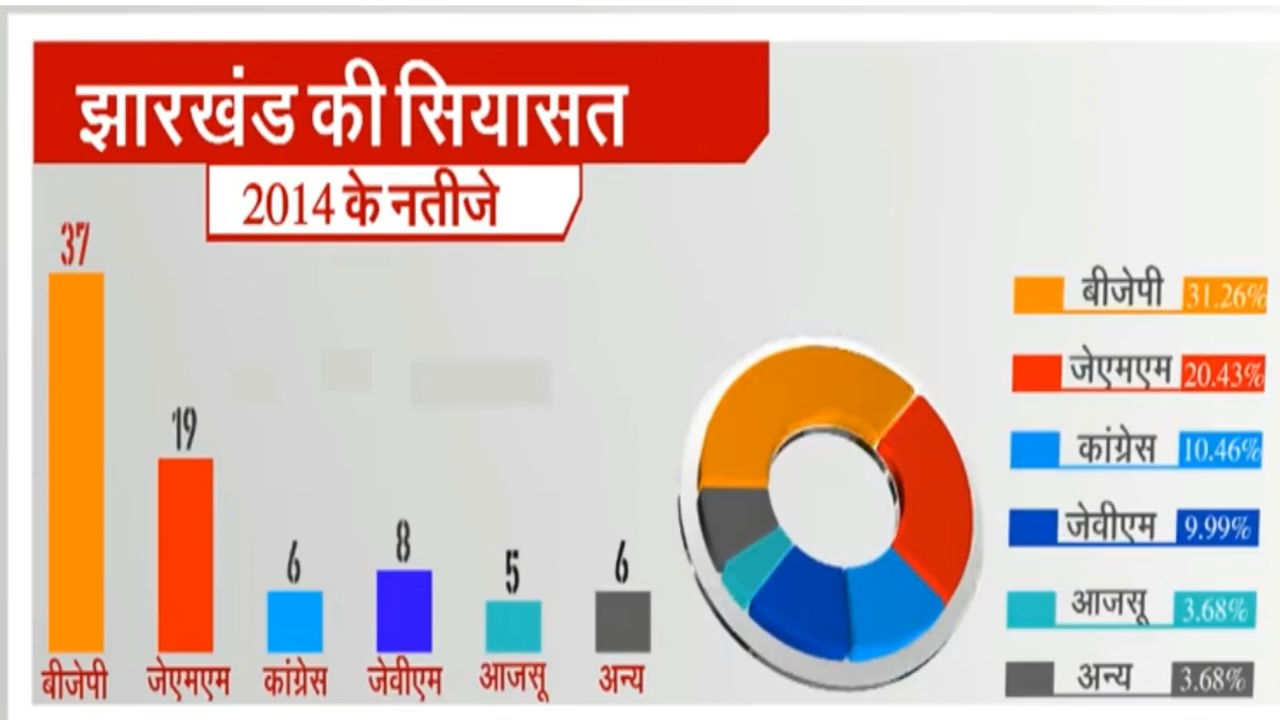 झारखंड की सियासत
2014 के नतीजे
37
19
6
8
5
6
बीजेपी
जेएमएम
कांग्रेस
जेवीएम
आजसू
अन्य
बीजेपी 31.26%
जेएमएम 20.43%
कांग्रेस 10.46%
जेवीएम 9.99%
आजसू 3.68%
अन्य 3.68%